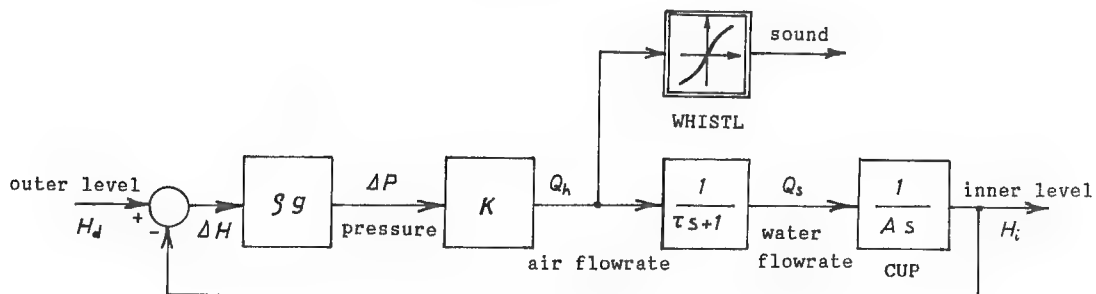 sound
WHISTL
outer level
H_d
+
-
ΔH
ρg
ΔP
pressure
K
Q_h
air flowrate
1
τs+1
Q_s
water
flowrate
1
As
CUP
inner level
H_i